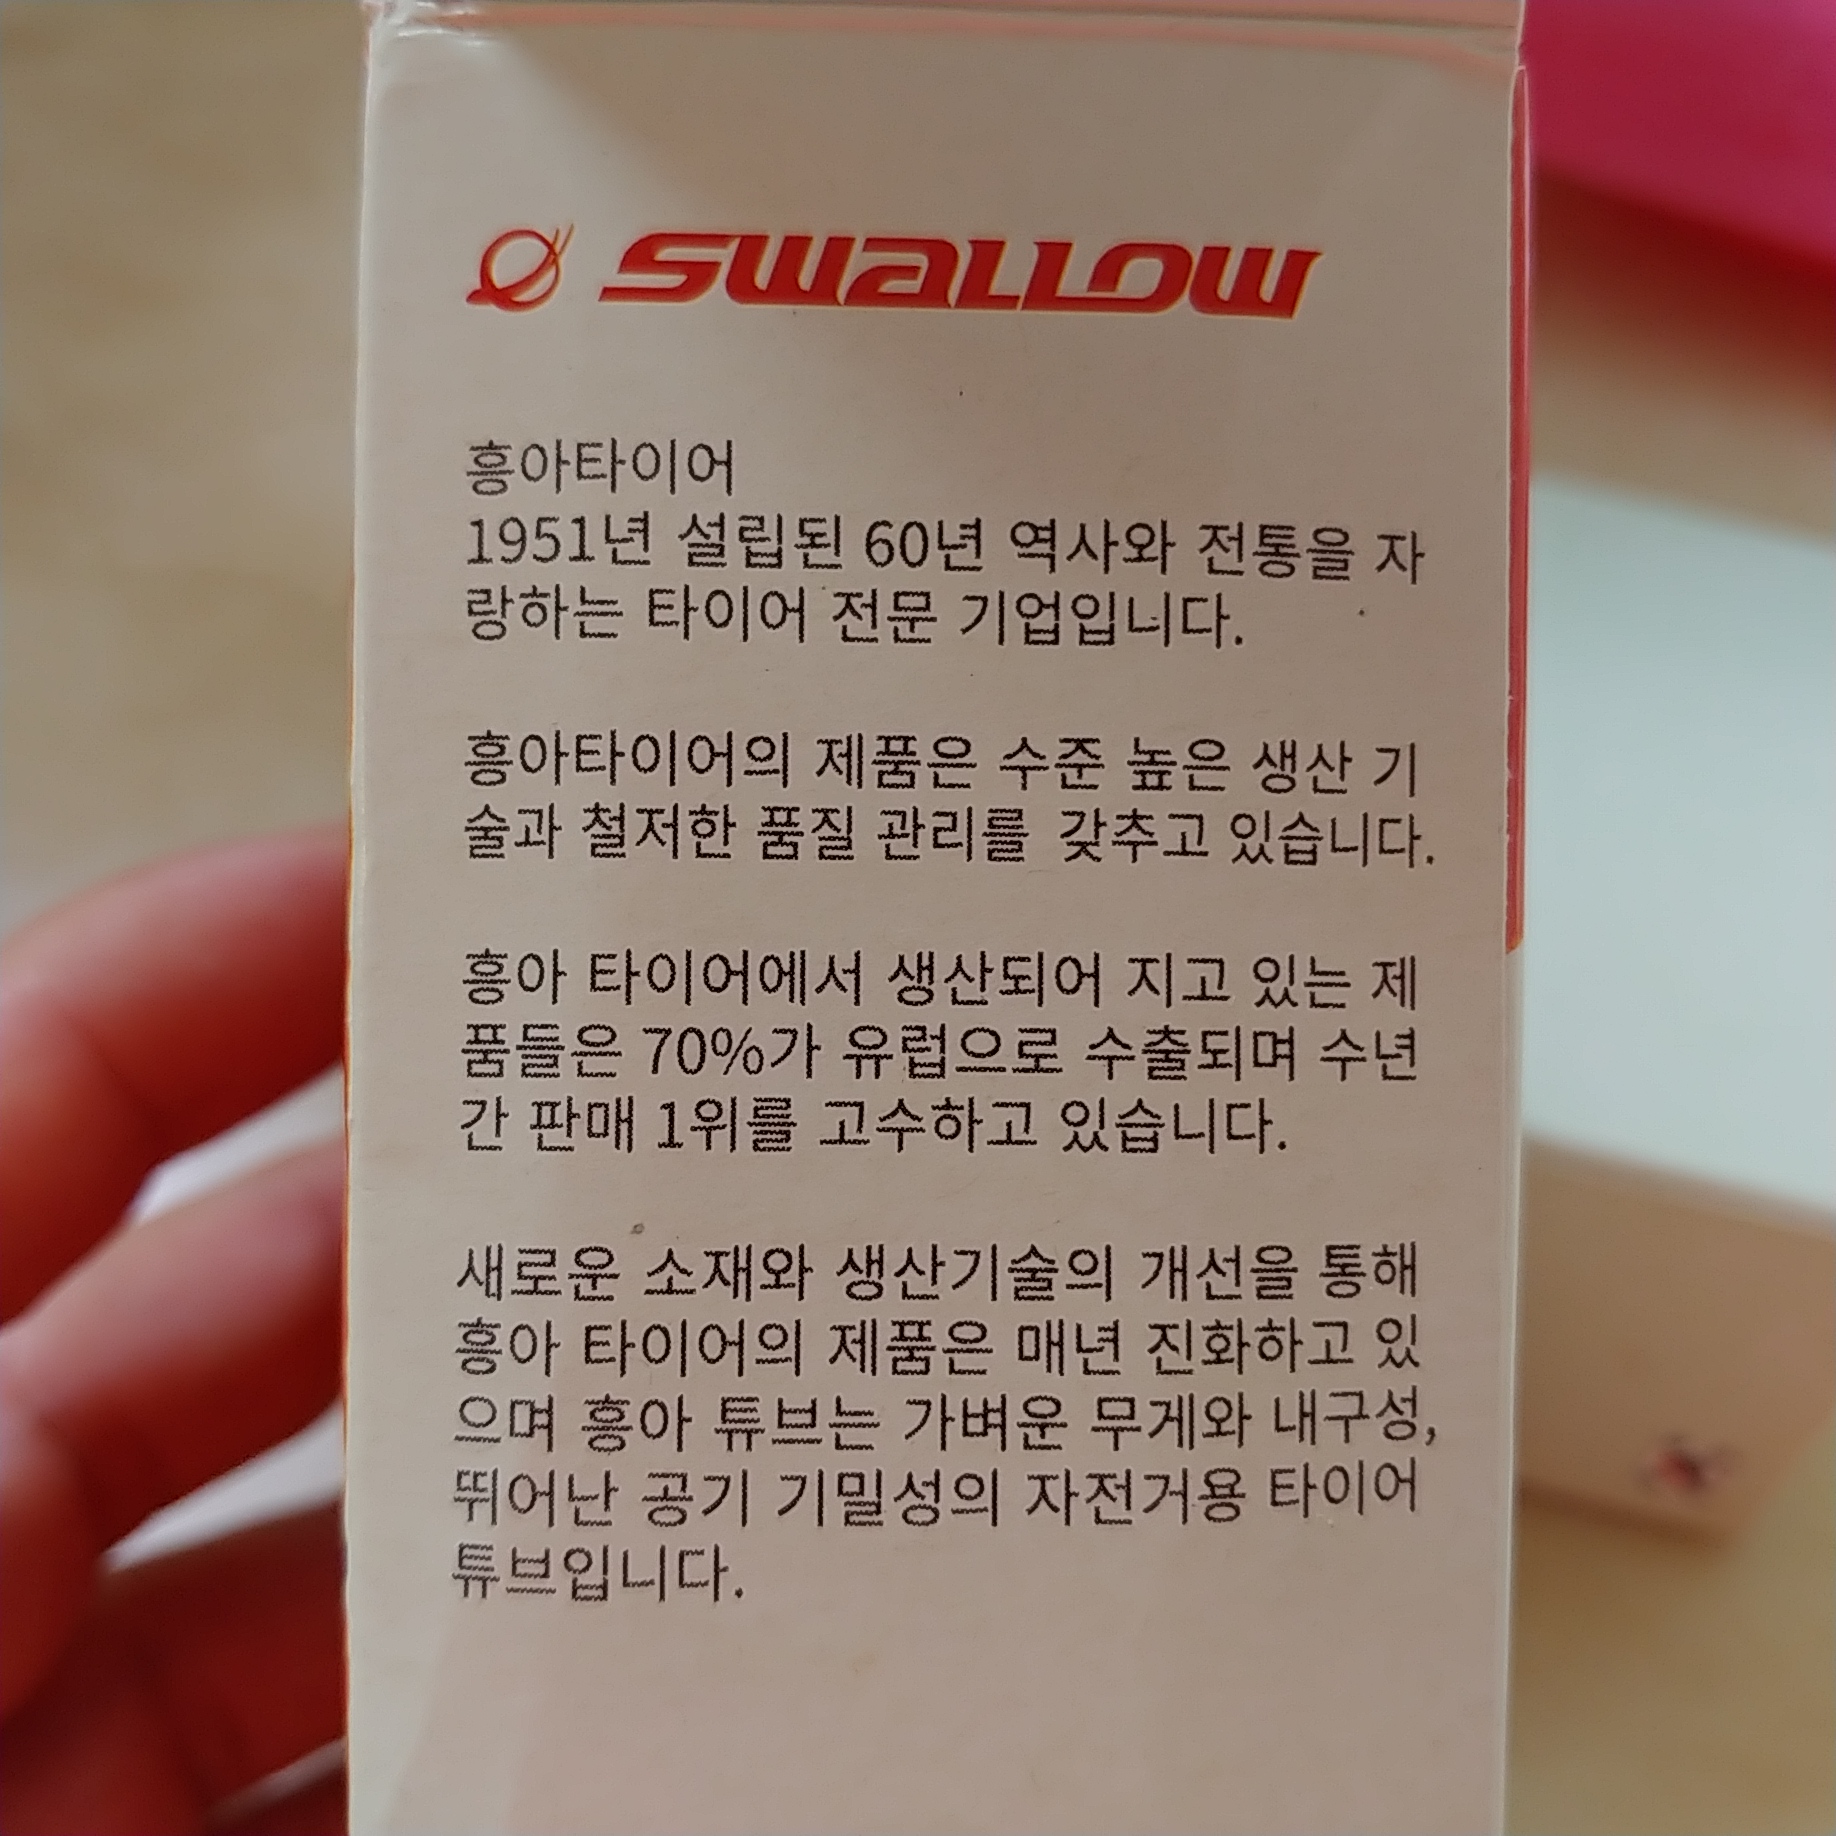 SWALLOW
흥아타이어
1951년 설립된 60년 역사와 전통을 자
랑하는 타이어 전문 기업입니다.
흥아타이어의 제품은 수준 높은 생산 기
술과 철저한 품질 관리를 갖추고 있습니다.
흥아 타이어에서 생산되어 지고 있는 제
품들은 70%가 유럽으로 수출되며 수년
간 판매 1위를 고수하고 있습니다.
새로운 소재와 생산기술의 개선을 통해
흥아 타이어의 제품은 매년 진화하고 있
으며 흥아 튜브는 가벼운 무게와 내구성,
뛰어난 공기 기밀성의 자전거용 타이어
튜브입니다.